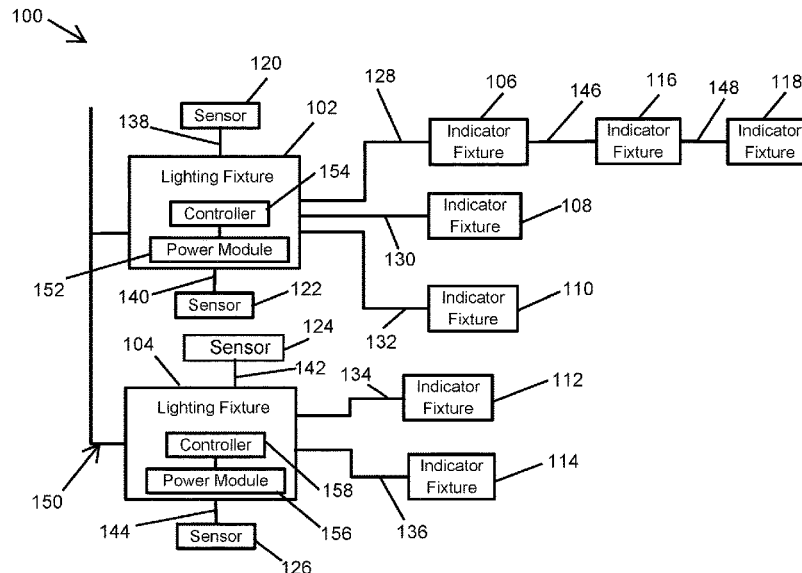 100
120
Sensor
138
102
128
106
146
116
148
118
Indicator
Fixture
Indicator
Fixture
Indicator
Fixture
Lighting Fixture
154
Controller
Power Module
Indicator
Fixture
108
130
152
140
Sensor
122
Indicator
Fixture
110
132
124
Sensor
104
142
134
112
Indicator
Fixture
Lighting Fixture
Controller
Power Module
158
Indicator
Fixture
114
136
150
144
156
Sensor
126